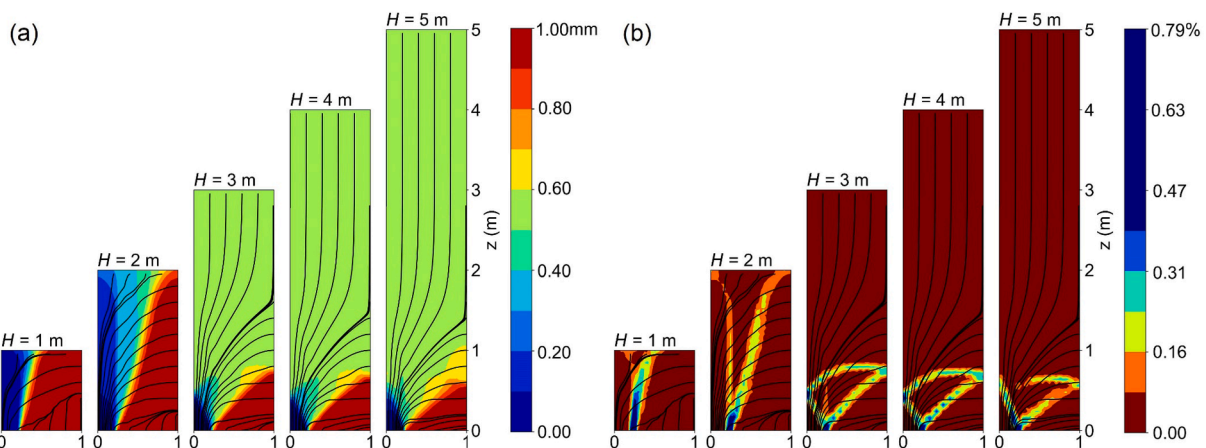 (a)
H = 5 m
H = 4 m
H = 3 m
H = 2 m
H = 1 m
5
4
3
2
1
0
z (m)
1.00mm
0.80
0.60
0.40
0.20
0.00
0 1 0 1 0 1 0 1 0 1
(b)
H = 5 m
H = 4 m
H = 3 m
H = 2 m
H = 1 m
5
4
3
2
1
0
z (m)
0.79%
0.63
0.47
0.31
0.16
0.00
0 1 0 1 0 1 0 1 0 1